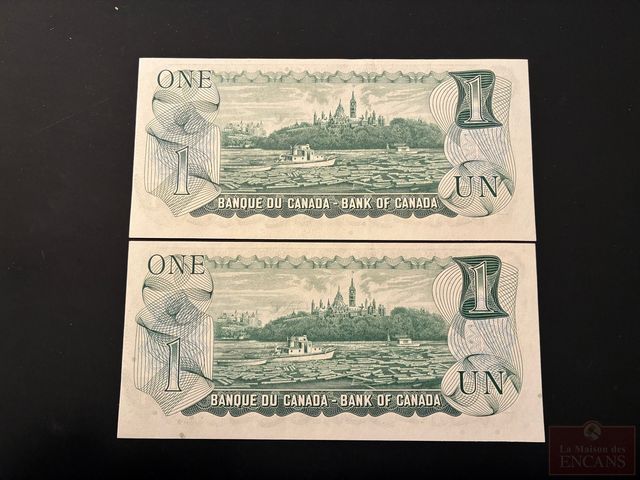 ONE
1
1
UN
BANQUE DU CANADA - BANK OF CANADA
ONE
1
1
UN
BANQUE DU CANADA - BANK OF CANADA
La Maison des
ENCANS